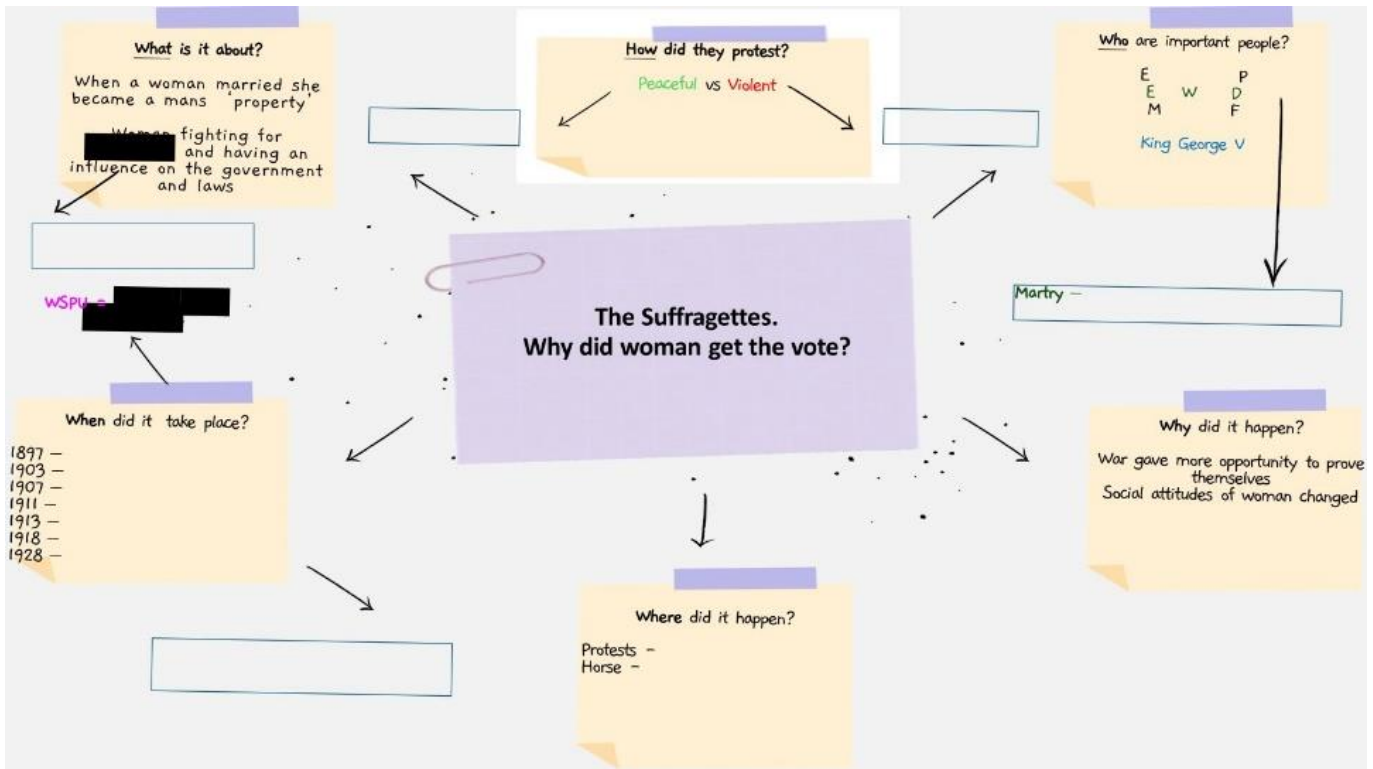 What is it about?
When a woman married she
became a mans 'property'
Woman fighting for
and having an
influence on the government
and laws
How did they protest?
Peaceful vs Violent
Who are important people?
E P
E W D
M F
King George V
WSPU =
Martry –
The Suffragettes.
Why did woman get the vote?
When did it take place?
1897 –
1903 –
1907 –
1911 –
1913 –
1918 –
1928 –
Why did it happen?
War gave more opportunity to prove
themselves
Social attitudes of woman changed
Where did it happen?
Protests –
Horse –